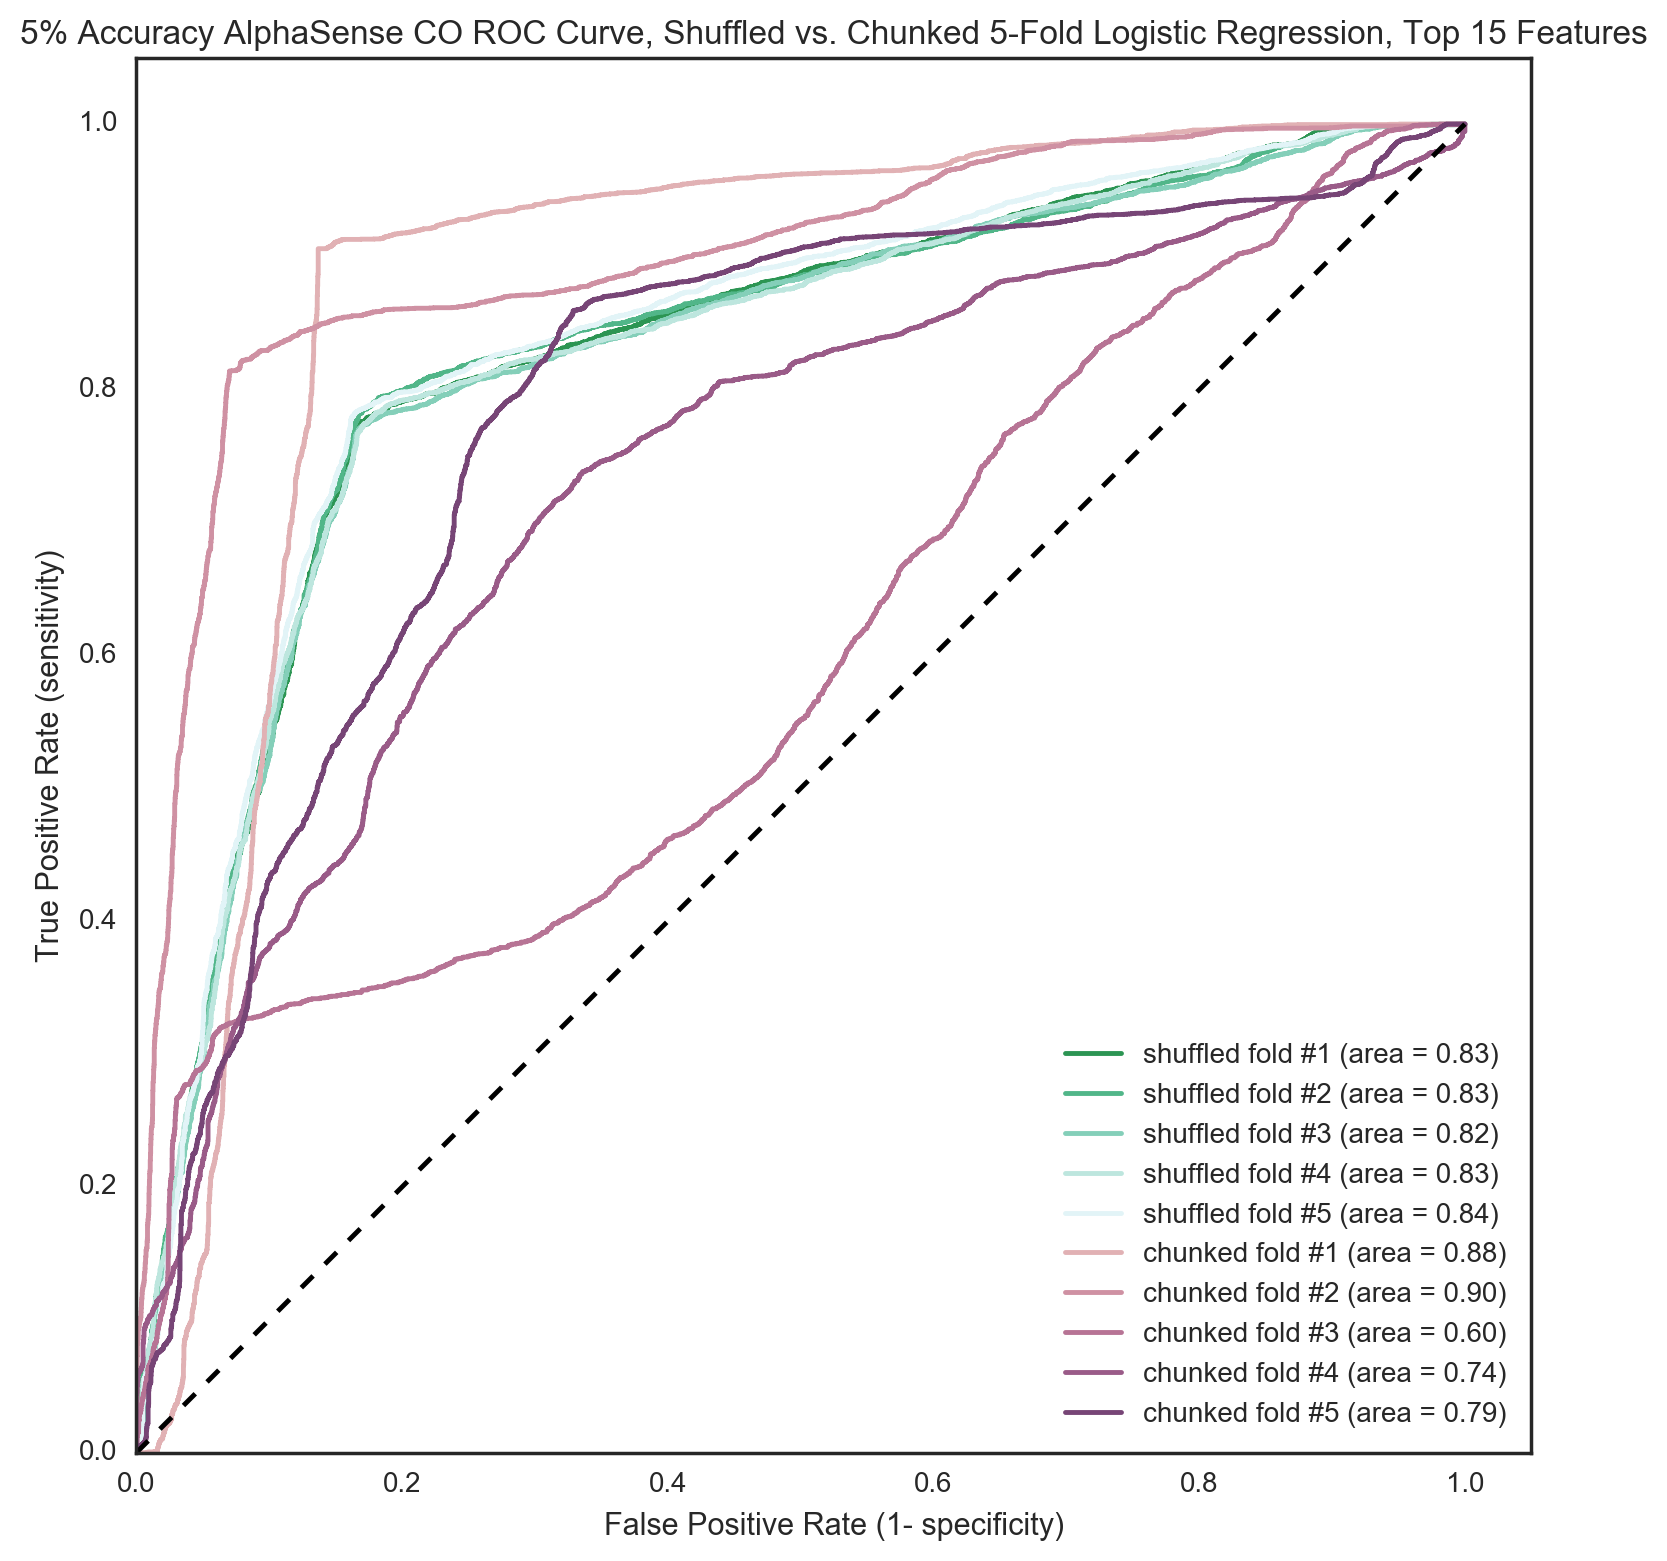 5% Accuracy AlphaSense CO ROC Curve, Shuffled vs. Chunked 5-Fold Logistic Regression, Top 15 Features
1.0
0.8
0.6
0.4
0.2
0.0
True Positive Rate (sensitivity)
shuffled fold #1 (area = 0.83)
shuffled fold #2 (area = 0.83)
shuffled fold #3 (area = 0.82)
shuffled fold #4 (area = 0.83)
shuffled fold #5 (area = 0.84)
chunked fold #1 (area = 0.88)
chunked fold #2 (area = 0.90)
chunked fold #3 (area = 0.60)
chunked fold #4 (area = 0.74)
chunked fold #5 (area = 0.79)
0.0 0.2 0.4 0.6 0.8 1.0
False Positive Rate (1- specificity)